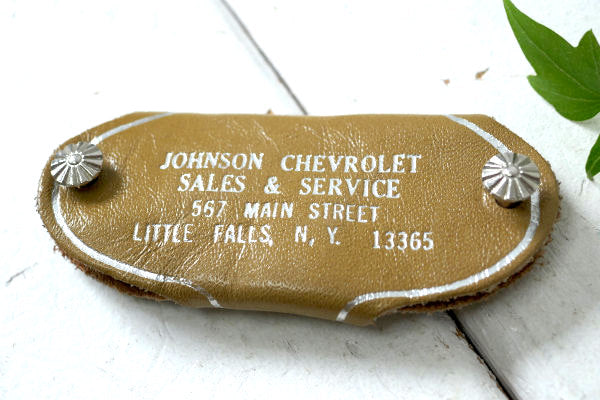 JOHNSON CHEVROLET
SALES & SERVICE
567 MAIN STREET
LITTLE FALLS, N.Y. 13365